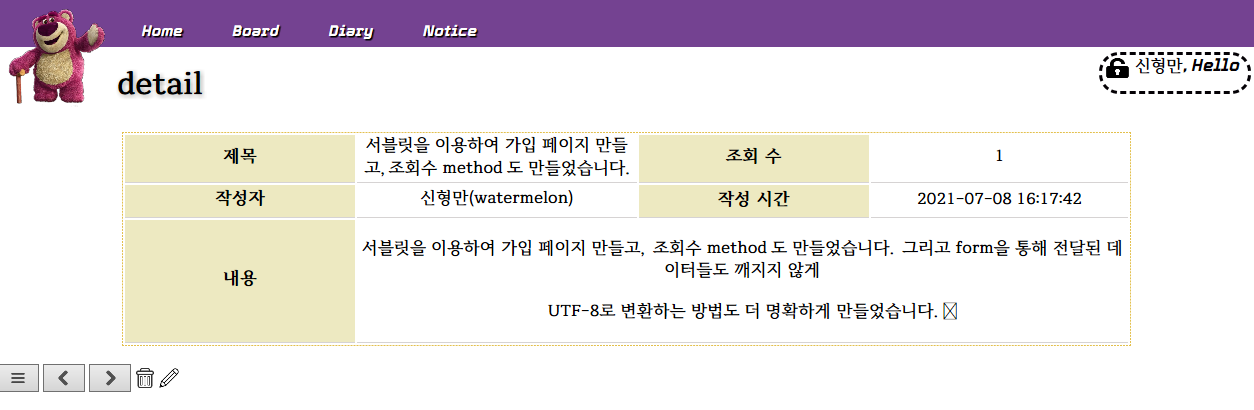 Home Board Diary Notice
신형만, Hello
detail
제목
서블릿을 이용하여 가입 페이지 만들
고, 조회수 method 도 만들었습니다.
조회 수
1
작성자
신형만(watermelon)
작성 시간
2021-07-08 16:17:42
내용
서블릿을 이용하여 가입 페이지 만들고, 조회수 method 도 만들었습니다. 그리고 form을 통해 전달된 데
이터들도 깨지지 않게
UTF-8로 변환하는 방법도 더 명확하게 만들었습니다.